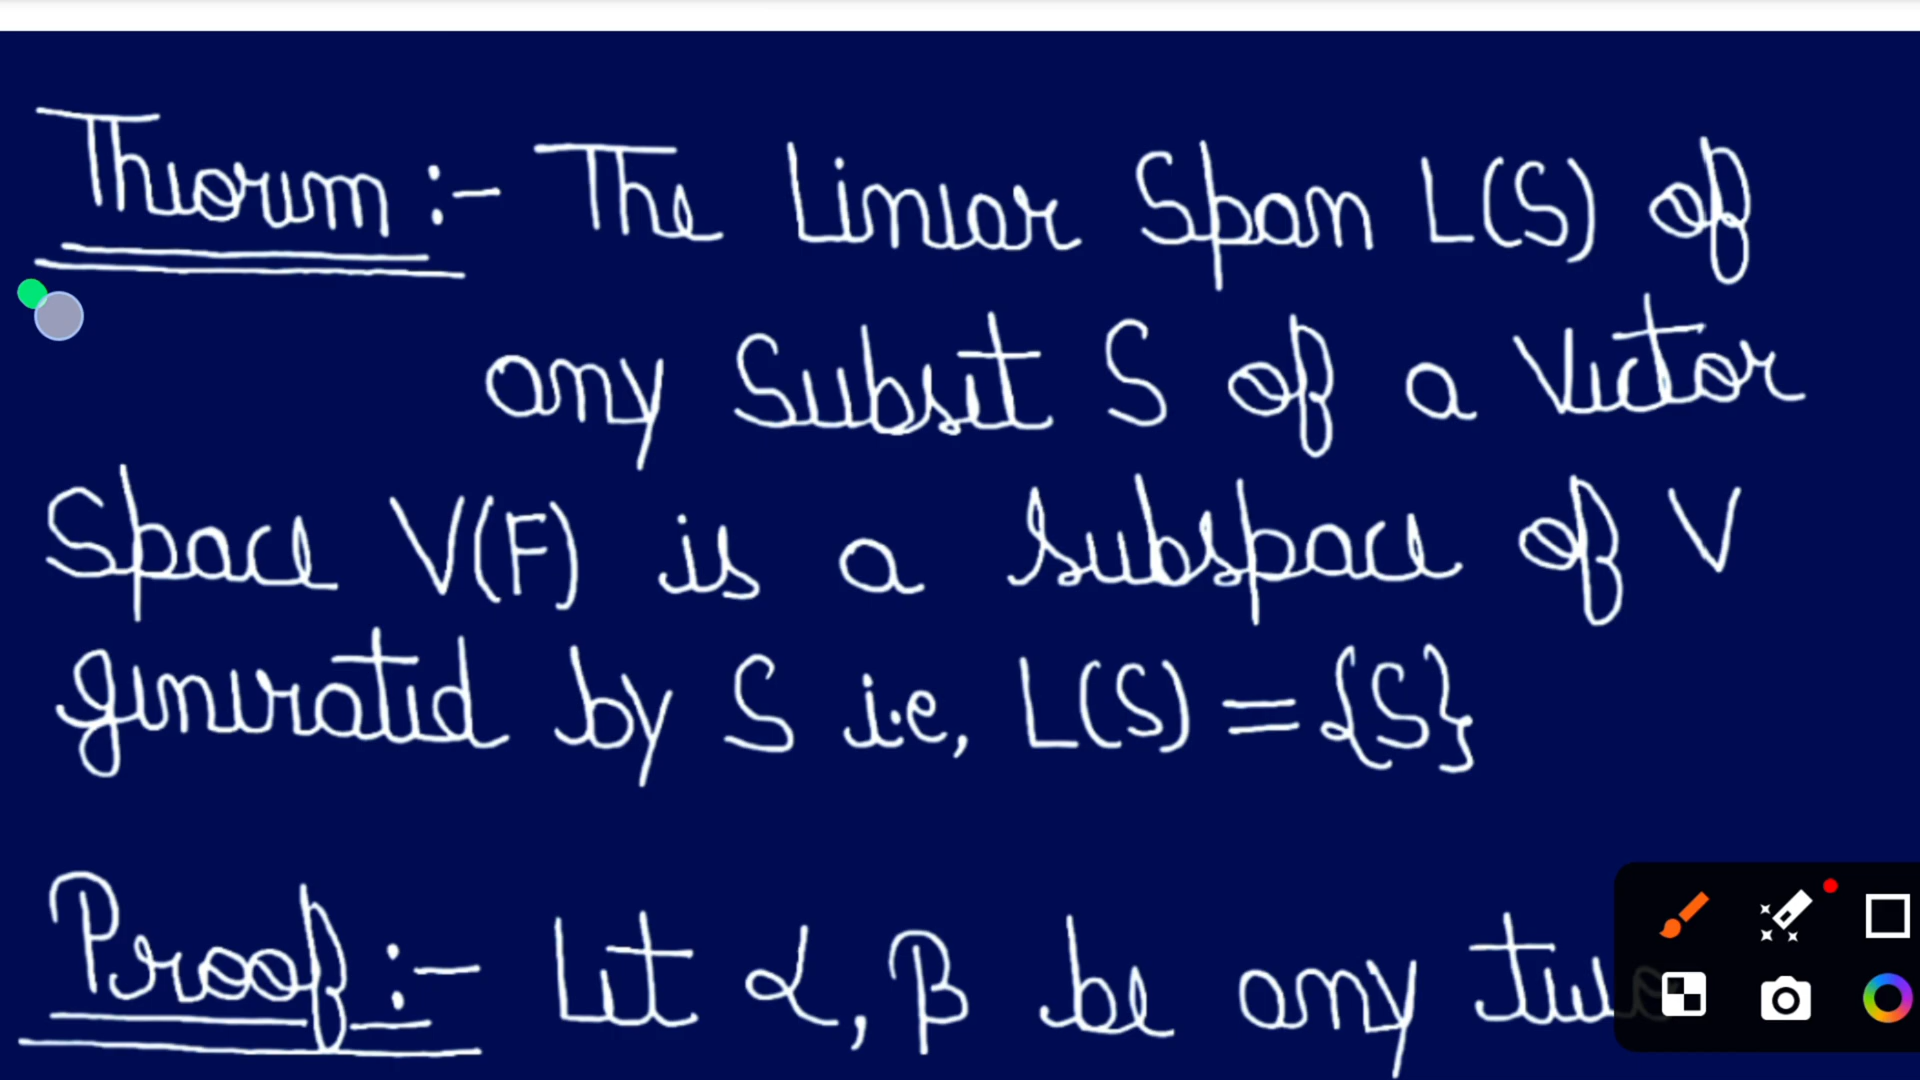 Theorem :- The Linear Span L(S) of
any Subset S of a Vector
Space V(F) is a subspace of V
generated by S i.e, L(S) = {S}
Proof :- Let α, β be any two